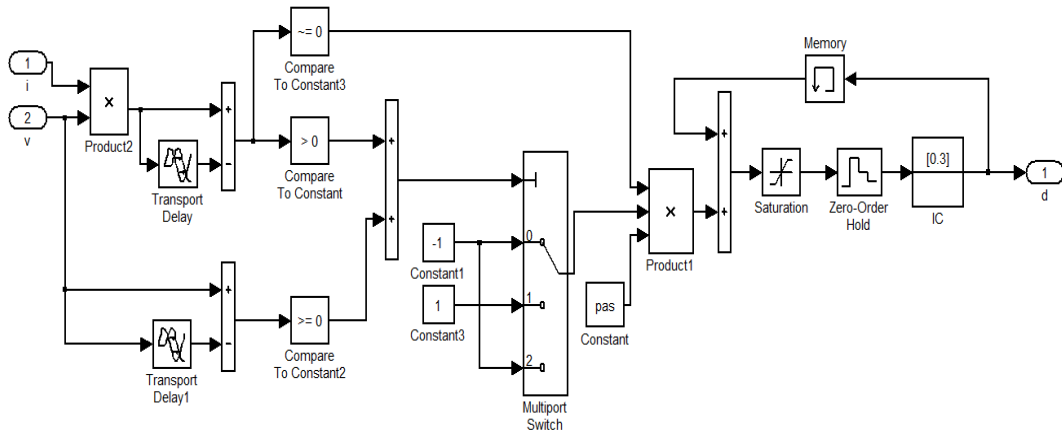 1
i
2
v
×
Product2
Transport
Delay
+
−
~= 0
Compare
To Constant3
> 0
Compare
To Constant
+
−
Transport
Delay1
>= 0
Compare
To Constant2
+
+
-1
Constant1
1
Constant3
0
1
2
Multiport
Switch
pas
Constant
×
Product1
Memory
+
+
Saturation
Zero-Order
Hold
[0.3]
IC
1
d